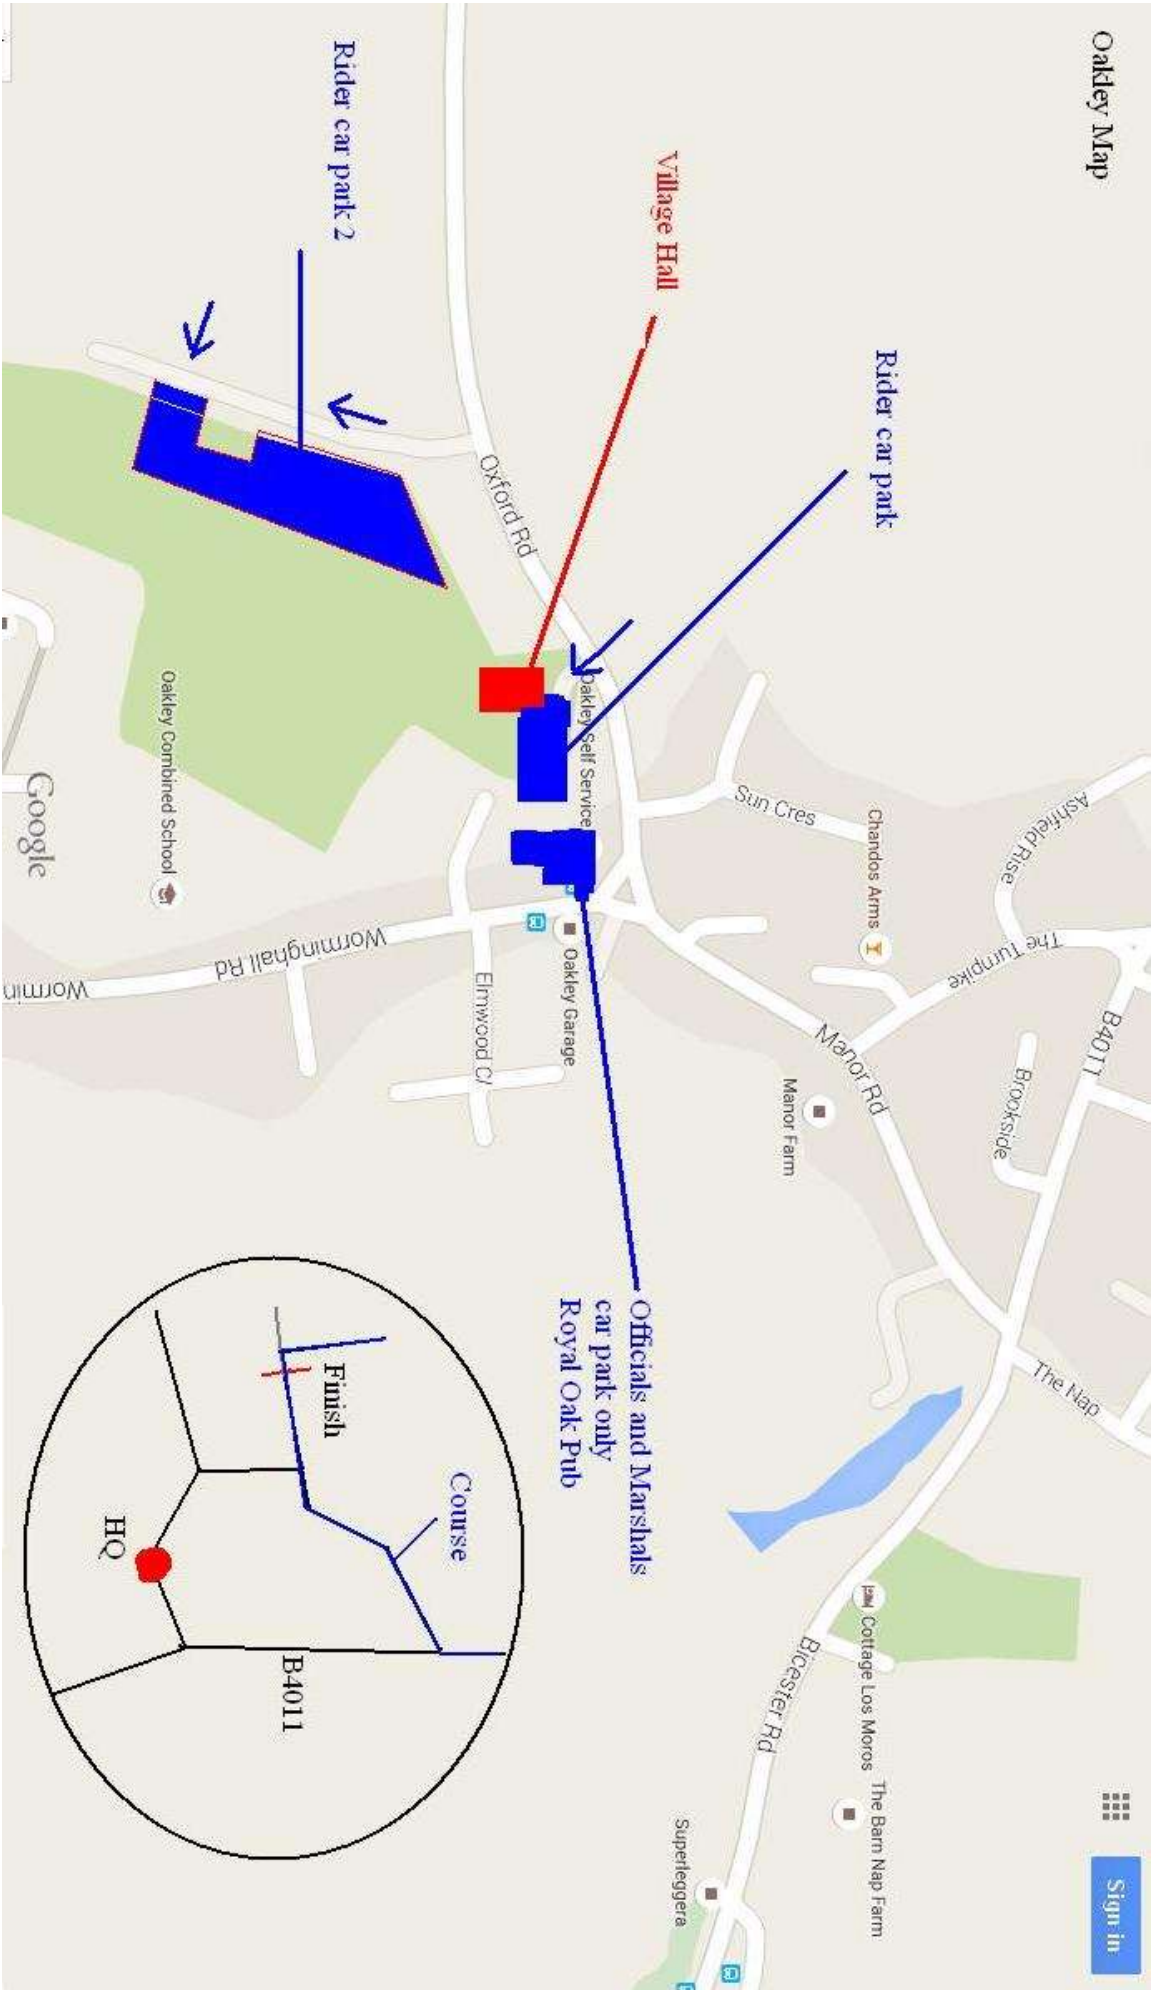 Oakley Map
Sign in
Rider car park
Village Hall
Rider car park 2
Officials and Marshals
car park only
Royal Oak Pub
Ashfield Rise
The Turnpike
B4011
Brookside
The Nap
Chandos Arms
Sun Cres
Manor Rd
Manor Farm
Cottage Los Moros
The Barn Nap Farm
Bicester Rd
Superleggera
Oxford Rd
Oakley Self Service
Oakley Garage
Elmwood Cl
Worminghall Rd
Wormin
Oakley Combined School
Google
Finish
Course
HQ
B4011